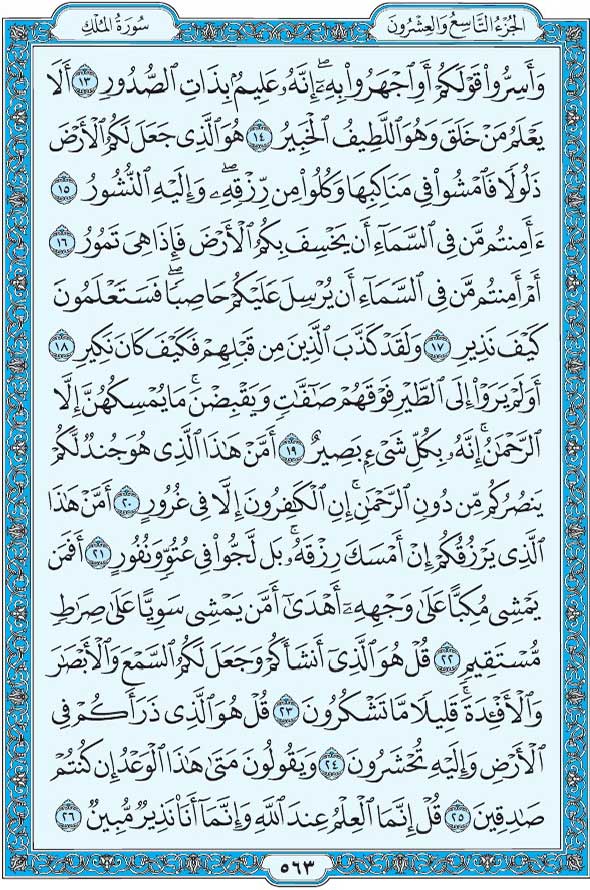 الجُزْءُ التَّاسِعُ وَالعِشْرُونَ
سُورَةُ المُلْكِ
وَأَسِرُّوا۟ قَوْلَكُمْ أَوِ ٱجْهَرُوا۟ بِهِۦٓ ۖ إِنَّهُۥ عَلِيمٌۢ بِذَاتِ ٱلصُّدُورِ ١٣ أَلَا
يَعْلَمُ مَنْ خَلَقَ وَهُوَ ٱللَّطِيفُ ٱلْخَبِيرُ ١٤ هُوَ ٱلَّذِى جَعَلَ لَكُمُ ٱلْأَرْضَ
ذَلُولًا فَٱمْشُوا۟ فِى مَنَاكِبِهَا وَكُلُوا۟ مِن رِّزْقِهِۦ ۖ وَإِلَيْهِ ٱلنُّشُورُ ١٥
ءَأَمِنتُم مَّن فِى ٱلسَّمَآءِ أَن يَخْسِفَ بِكُمُ ٱلْأَرْضَ فَإِذَا هِىَ تَمُورُ ١٦
أَمْ أَمِنتُم مَّن فِى ٱلسَّمَآءِ أَن يُرْسِلَ عَلَيْكُمْ حَاصِبًا ۖ فَسَتَعْلَمُونَ
كَيْفَ نَذِيرِ ١٧ وَلَقَدْ كَذَّبَ ٱلَّذِينَ مِن قَبْلِهِمْ فَكَيْفَ كَانَ نَكِيرِ ١٨
أَوَلَمْ يَرَوْا۟ إِلَى ٱلطَّيْرِ فَوْقَهُمْ صَٰٓفَّٰتٍ وَيَقْبِضْنَ ۚ مَا يُمْسِكُهُنَّ إِلَّا
ٱلرَّحْمَٰنُ ۚ إِنَّهُۥ بِكُلِّ شَىْءٍۭ بَصِيرٌ ١٩ أَمَّنْ هَٰذَا ٱلَّذِى هُوَ جُندٌ لَّكُمْ
يَنصُرُكُم مِّن دُونِ ٱلرَّحْمَٰنِ ۚ إِنِ ٱلْكَٰفِرُونَ إِلَّا فِى غُرُورٍ ٢٠ أَمَّنْ هَٰذَا
ٱلَّذِى يَرْزُقُكُمْ إِنْ أَمْسَكَ رِزْقَهُۥ ۚ بَل لَّجُّوا۟ فِى عُتُوٍّ وَنُفُورٍ ٢١ أَفَمَن
يَمْشِى مُكِبًّا عَلَىٰ وَجْهِهِۦٓ أَهْدَىٰٓ أَمَّن يَمْشِى سَوِيًّا عَلَىٰ صِرَٰطٍ
مُّسْتَقِيمٍ ٢٢ قُلْ هُوَ ٱلَّذِىٓ أَنشَأَكُمْ وَجَعَلَ لَكُمُ ٱلسَّمْعَ وَٱلْأَبْصَٰرَ
وَٱلْأَفْـِٔدَةَ ۖ قَلِيلًا مَّا تَشْكُرُونَ ٢٣ قُلْ هُوَ ٱلَّذِى ذَرَأَكُمْ فِى
ٱلْأَرْضِ وَإِلَيْهِ تُحْشَرُونَ ٢٤ وَيَقُولُونَ مَتَىٰ هَٰذَا ٱلْوَعْدُ إِن كُنتُمْ
صَٰدِقِينَ ٢٥ قُلْ إِنَّمَا ٱلْعِلْمُ عِندَ ٱللَّهِ وَإِنَّمَآ أَنَا۠ نَذِيرٌ مُّبِينٌ ٢٦
٥٦٣